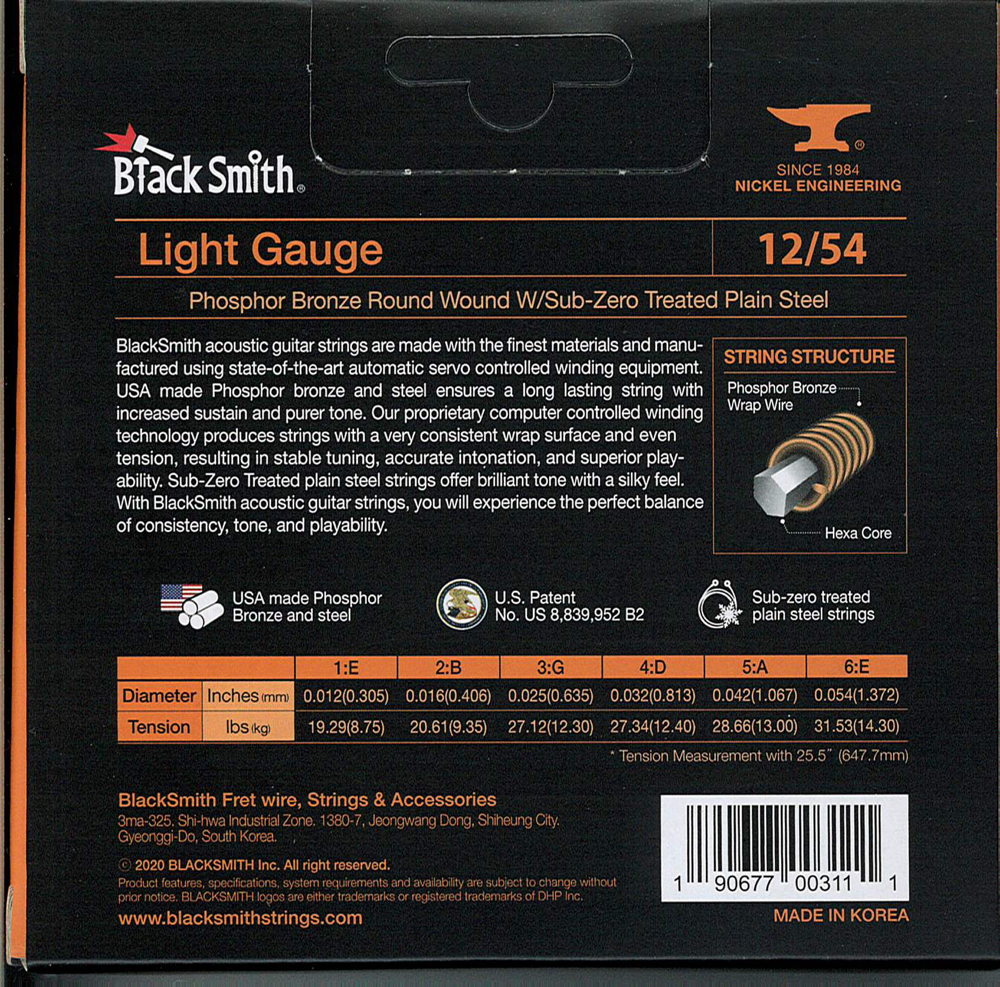 Black Smith®
SINCE 1984
NICKEL ENGINEERING
Light Gauge
12/54
Phosphor Bronze Round Wound W/Sub-Zero Treated Plain Steel
BlackSmith acoustic guitar strings are made with the finest materials and manu-
factured using state-of-the-art automatic servo controlled winding equipment.
USA made Phosphor bronze and steel ensures a long lasting string with
increased sustain and purer tone. Our proprietary computer controlled winding
technology produces strings with a very consistent wrap surface and even
tension, resulting in stable tuning, accurate intonation, and superior play-
ability. Sub-Zero Treated plain steel strings offer brilliant tone with a silky feel.
With BlackSmith acoustic guitar strings, you will experience the perfect balance
of consistency, tone, and playability.
STRING STRUCTURE
Phosphor Bronze
Wrap Wire
Hexa Core
USA made Phosphor
Bronze and steel
U.S. Patent
No. US 8,839,952 B2
Sub-zero treated
plain steel strings
1:E 2:B 3:G 4:D 5:A 6:E
Diameter Inches (mm) 0.012(0.305) 0.016(0.406) 0.025(0.635) 0.032(0.813) 0.042(1.067) 0.054(1.372)
Tension lbs (kg) 19.29(8.75) 20.61(9.35) 27.12(12.30) 27.34(12.40) 28.66(13.00) 31.53(14.30)
* Tension Measurement with 25.5˝ (647.7mm)
BlackSmith Fret wire, Strings & Accessories
3ma-325. Shi-hwa Industrial Zone. 1380-7, Jeongwang Dong, Shiheung City.
Gyeonggi-Do, South Korea.
© 2020 BLACKSMITH Inc. All right reserved.
Product features, specifications, system requirements and availability are subject to change without
prior notice. BLACKSMITH logos are either trademarks or registered trademarks of DHP Inc.
www.blacksmithstrings.com
1 90677 00311 1
MADE IN KOREA